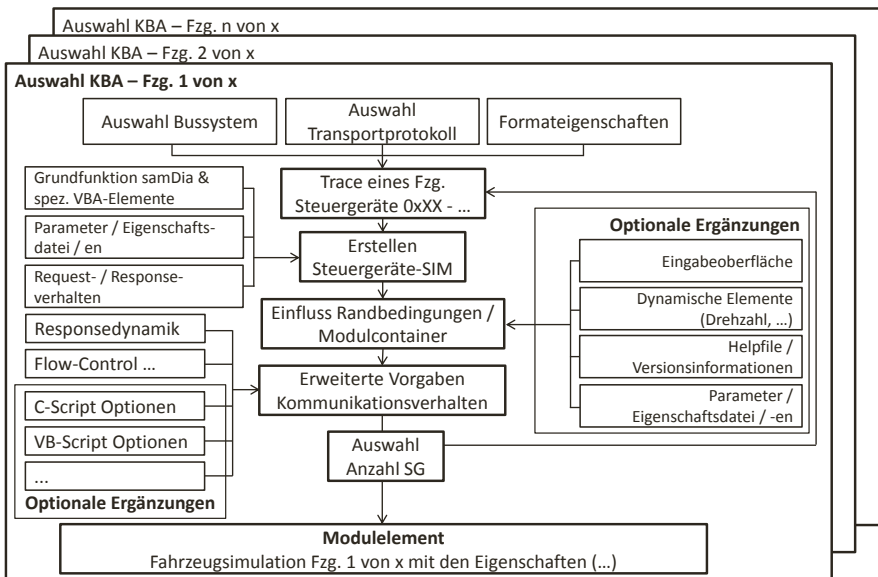 Auswahl KBA – Fzg. n von x
Auswahl KBA – Fzg. 2 von x
Auswahl KBA – Fzg. 1 von x
Auswahl Bussystem
Auswahl
Transportprotokoll
Formateigenschaften
Grundfunktion samDia &
spez. VBA-Elemente
Parameter / Eigenschafts-
datei / en
Request- / Response-
verhalten
Responsedynamik
Flow-Control ...
C-Script Optionen
VB-Script Optionen
...
Optionale Ergänzungen
Trace eines Fzg.
Steuergeräte 0xXX - ...
Erstellen
Steuergeräte-SIM
Einfluss Randbedingungen /
Modulcontainer
Erweiterte Vorgaben
Kommunikationsverhalten
Auswahl
Anzahl SG
Optionale Ergänzungen
Eingabeoberfläche
Dynamische Elemente
(Drehzahl, ...)
Helpfile /
Versionsinformationen
Parameter /
Eigenschaftsdatei / -en
Modulelement
Fahrzeugsimulation Fzg. 1 von x mit den Eigenschaften (...)